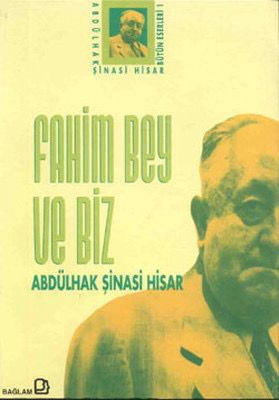 ABDÜLHAK
ŞİNASİ HİSAR
BÜTÜN ESERLERİ 1
FAHİM BEY
VE BİZ
ABDÜLHAK ŞİNASİ HİSAR
BAĞLAM